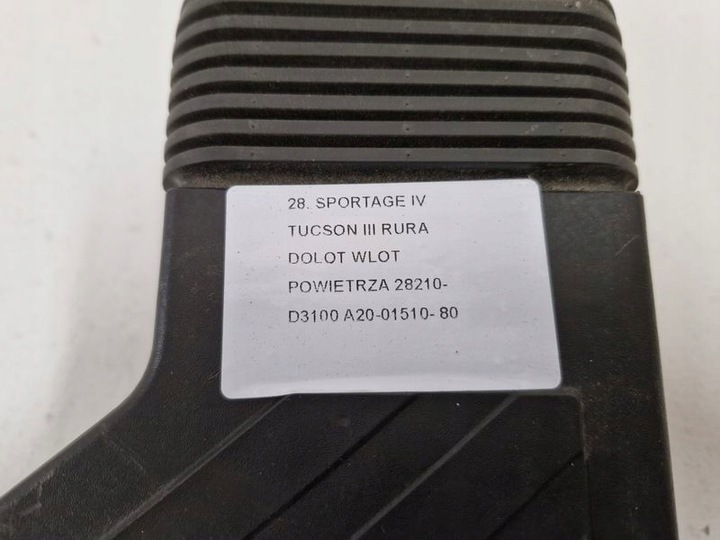 28. SPORTAGE IV
TUCSON III RURA
DOLOT WLOT
POWIETRZA 28210-
D3100 A20-01510- 80